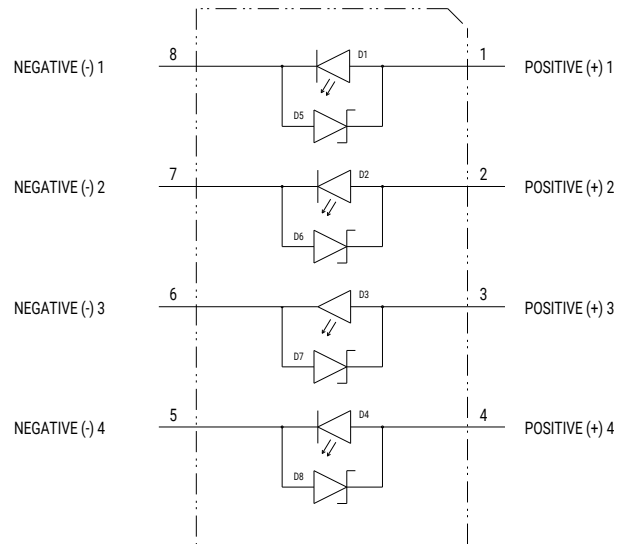 8 D1 1
NEGATIVE (-) 1 POSITIVE (+) 1
D5
7 D2 2
NEGATIVE (-) 2 POSITIVE (+) 2
D6
6 D3 3
NEGATIVE (-) 3 POSITIVE (+) 3
D7
5 D4 4
NEGATIVE (-) 4 POSITIVE (+) 4
D8